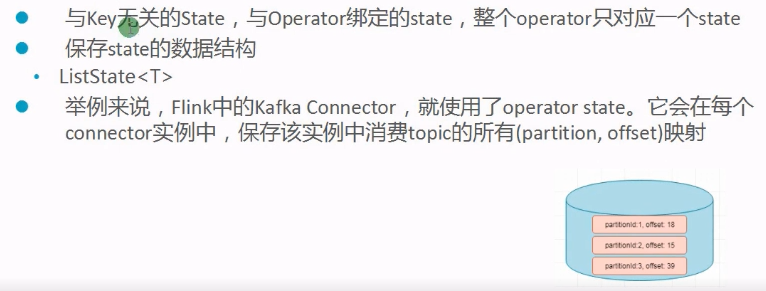 与Key无关的State，与Operator绑定的state，整个operator只对应一个state
保存state的数据结构
ListState<T>
举例来说，Flink中的Kafka Connector，就使用了operator state。它会在每个
connector实例中，保存该实例中消费topic的所有(partition, offset)映射
partitionId:1, offset: 18
partitionId:2, offset: 15
partitionId:3, offset: 39